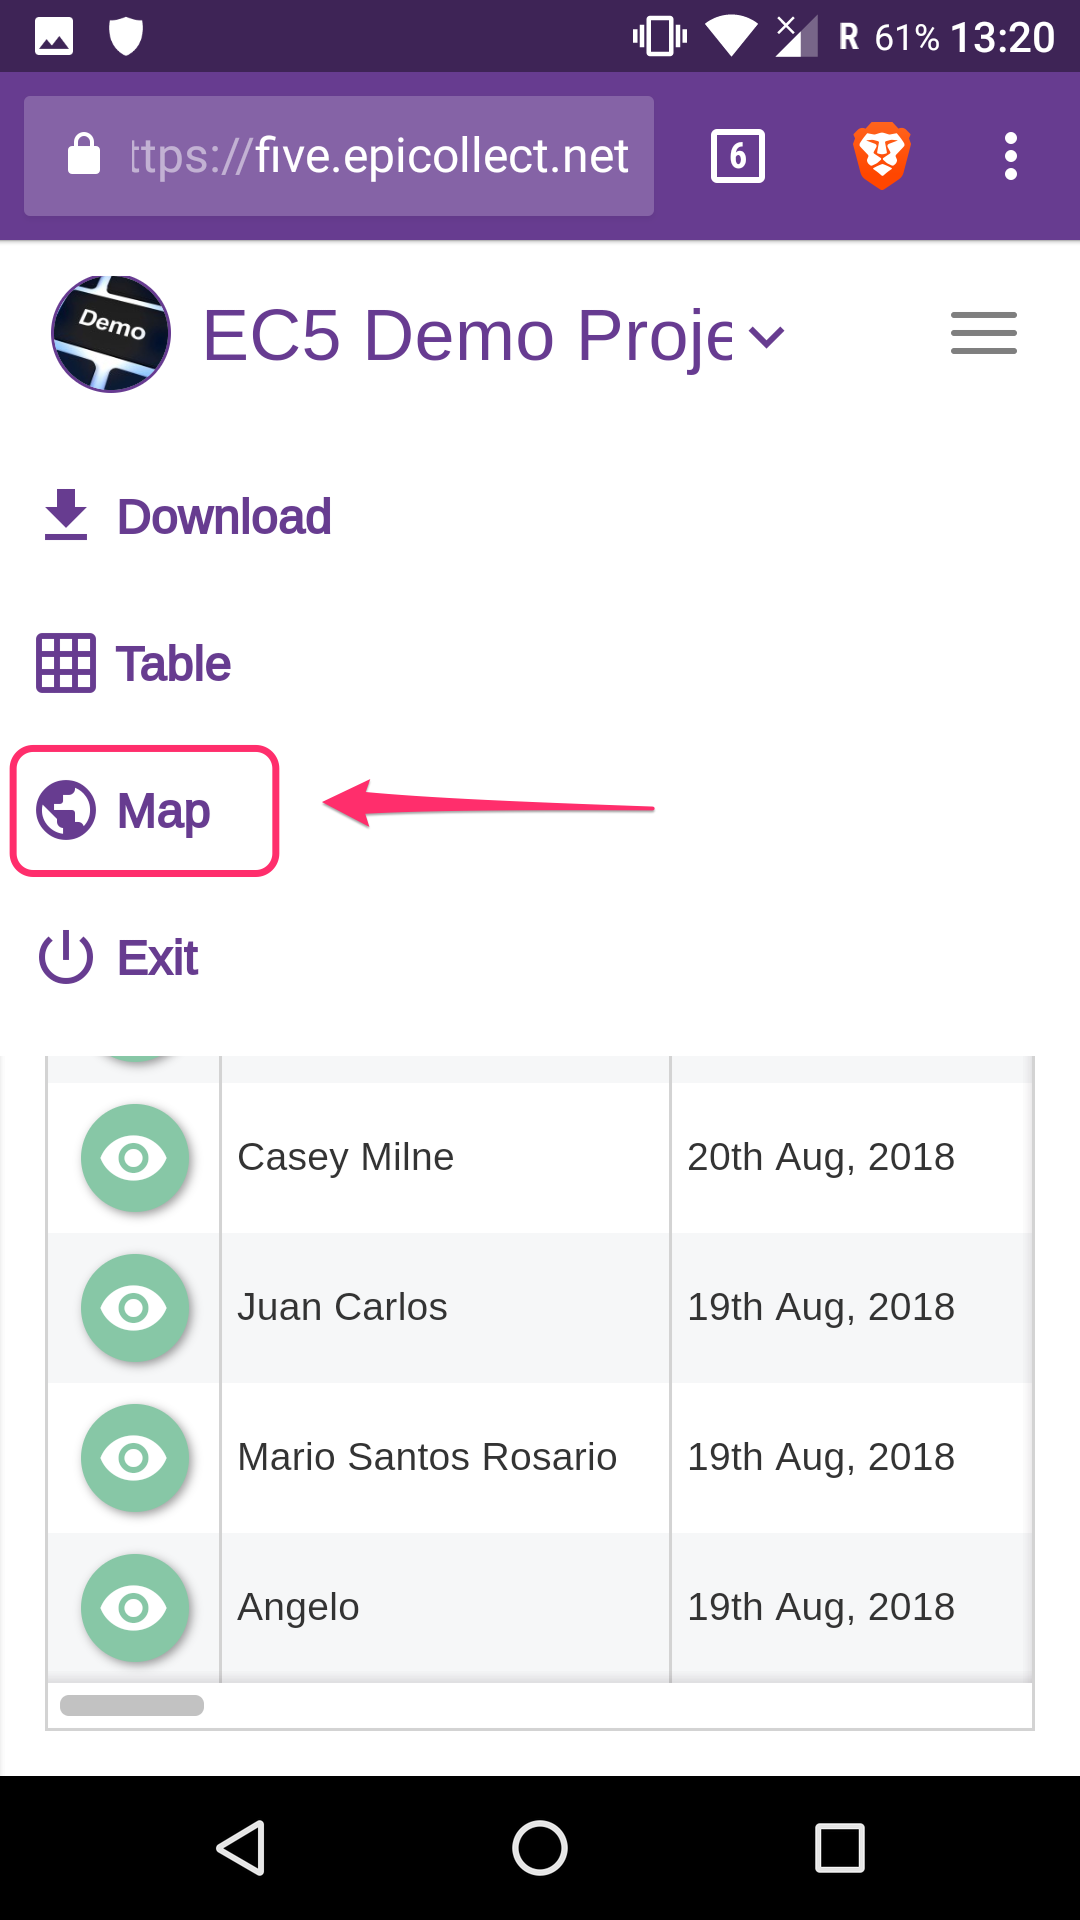 R 61% 13:20
ttps://five.epicollect.net 6
Demo EC5 Demo Proje
Download
Table
Map
Exit
Casey Milne 20th Aug, 2018
Juan Carlos 19th Aug, 2018
Mario Santos Rosario 19th Aug, 2018
Angelo 19th Aug, 2018